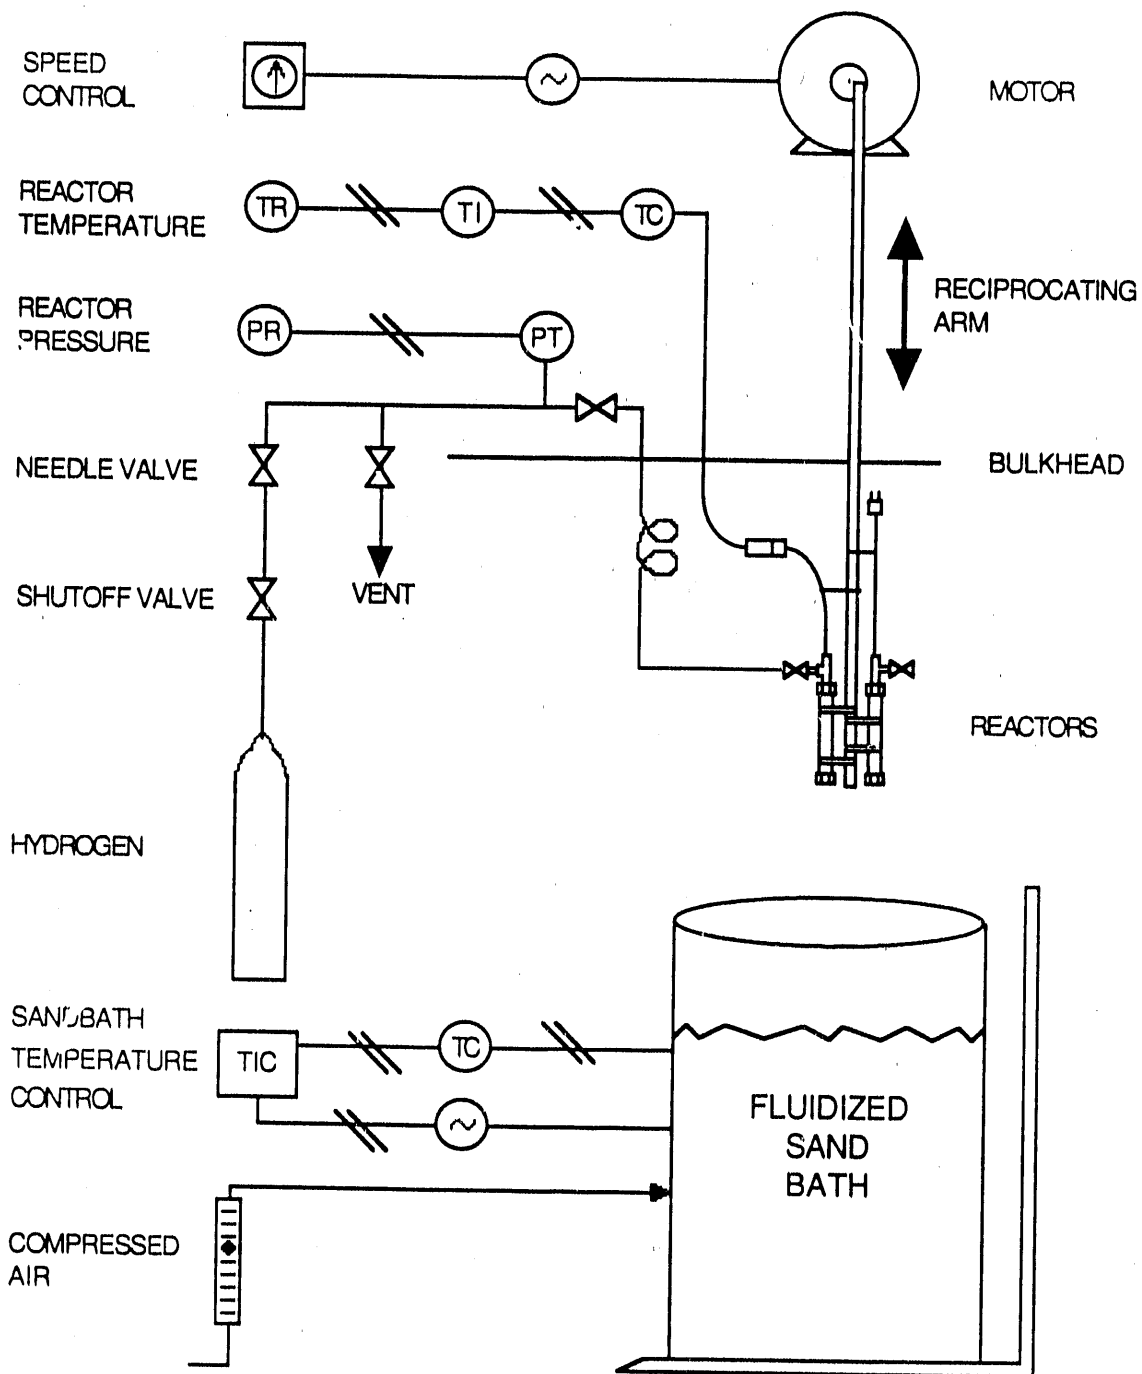 SPEED
CONTROL
MOTOR
REACTOR
TEMPERATURE
TR
TI
TC
RECIPROCATING
ARM
REACTOR
PRESSURE
PR
PT
NEEDLE VALVE
BULKHEAD
SHUTOFF VALVE
VENT
REACTORS
HYDROGEN
SANDBATH
TEMPERATURE
CONTROL
TIC
TC
FLUIDIZED
SAND
BATH
COMPRESSED
AIR